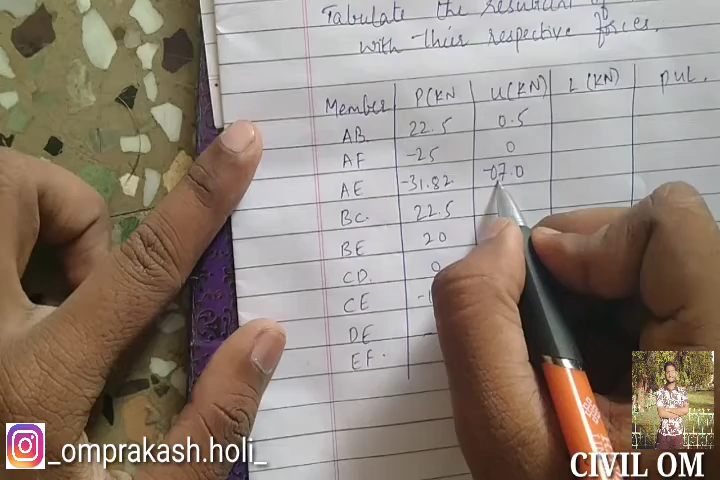 Tabulate the resultant of
with their respective forces.
Member P(KN U(KN) L (KN) PUL.
AB 22.5 0.5
AF -25 0
AE -31.82 -07.0
BC. 22.5
BE 20
CD. 0
CE
DE
EF.
_omprakash.holi_
CIVIL OM